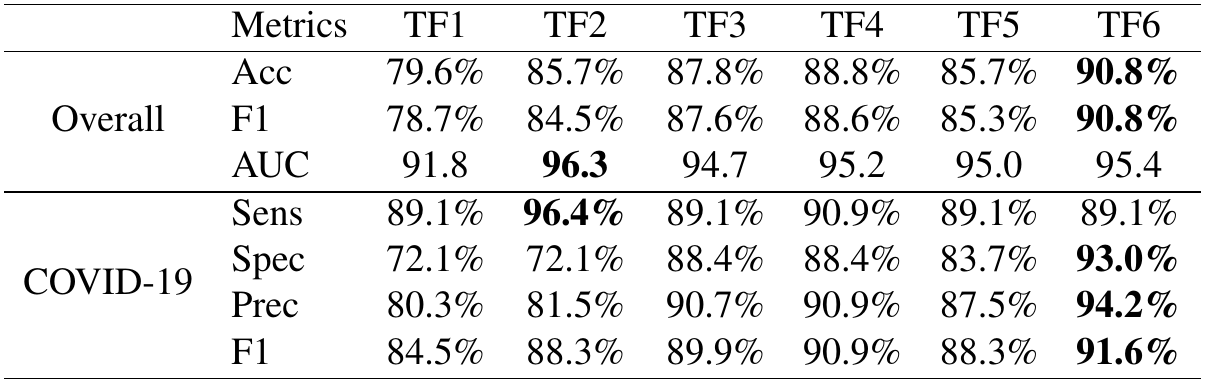 Metrics TF1 TF2 TF3 TF4 TF5 TF6
Overall
Acc 79.6% 85.7% 87.8% 88.8% 85.7% 90.8%
F1 78.7% 84.5% 87.6% 88.6% 85.3% 90.8%
AUC 91.8 96.3 94.7 95.2 95.0 95.4
COVID-19
Sens 89.1% 96.4% 89.1% 90.9% 89.1% 89.1%
Spec 72.1% 72.1% 88.4% 88.4% 83.7% 93.0%
Prec 80.3% 81.5% 90.7% 90.9% 87.5% 94.2%
F1 84.5% 88.3% 89.9% 90.9% 88.3% 91.6%